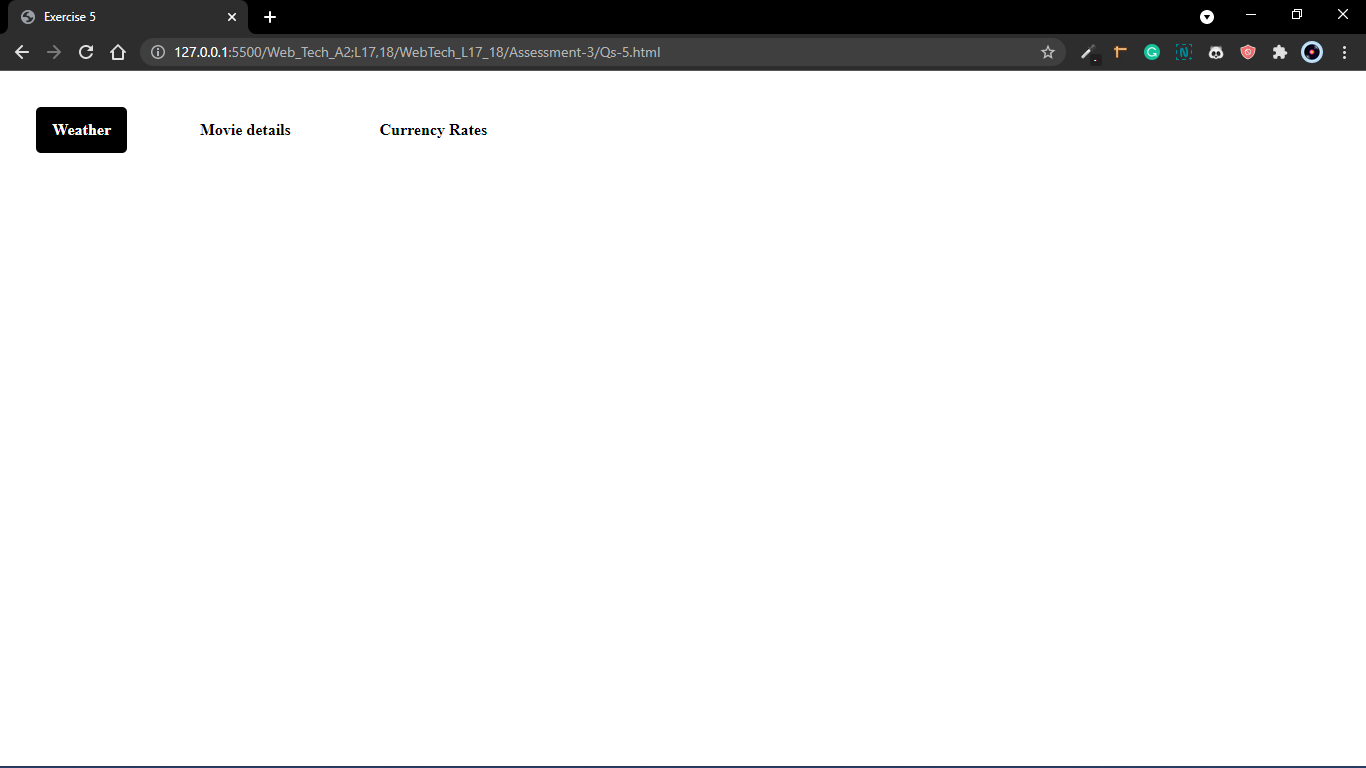 Exercise 5
127.0.0.1:5500/Web_Tech_A2;L17,18/WebTech_L17_18/Assessment-3/Qs-5.html
Weather Movie details Currency Rates